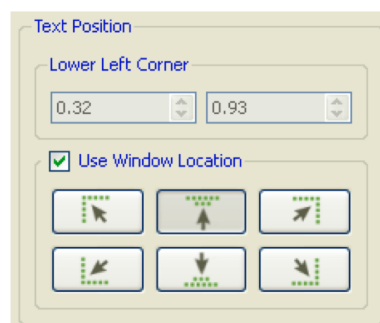 Text Position
Lower Left Corner
0.32 0.93
Use Window Location